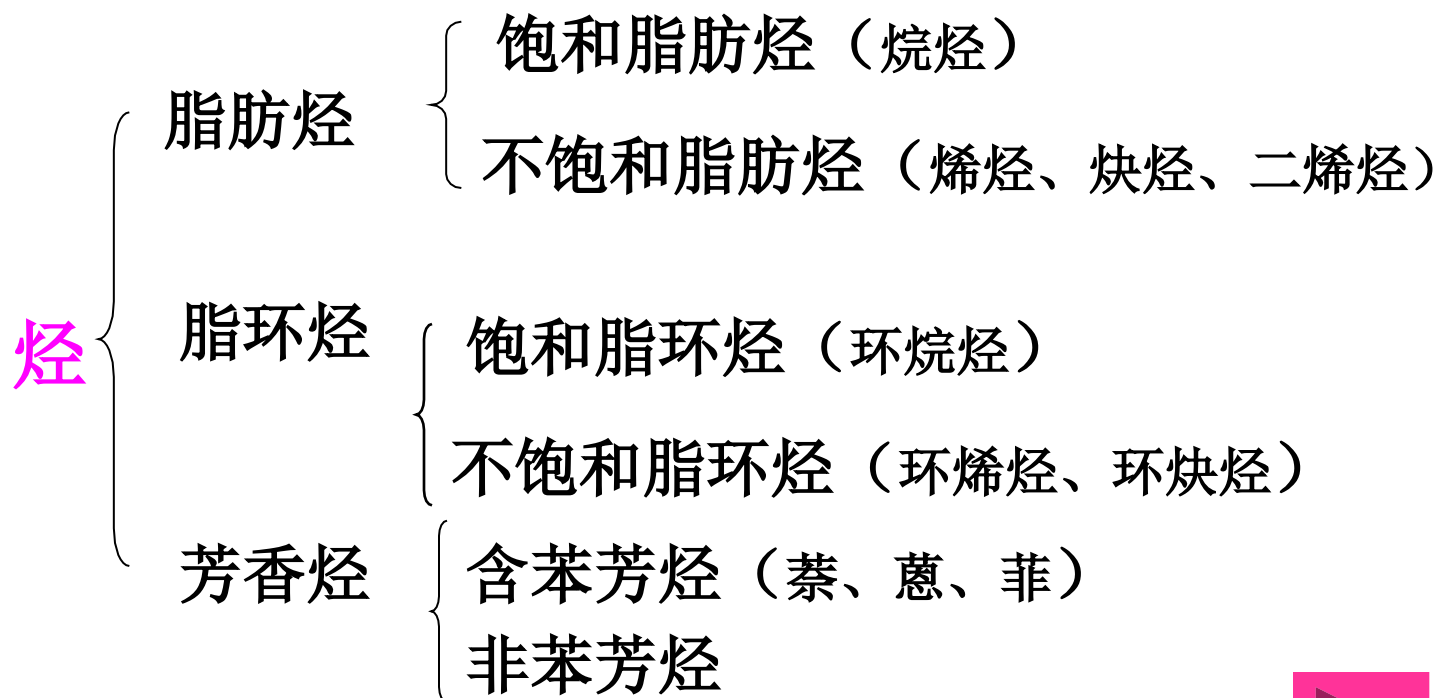 饱和脂肪烃（烷烃）
脂肪烃
不饱和脂肪烃（烯烃、炔烃、二烯烃）
烃
脂环烃
饱和脂环烃（环烷烃）
不饱和脂环烃（环烯烃、环炔烃）
芳香烃
含苯芳烃（萘、蒽、菲）
非苯芳烃